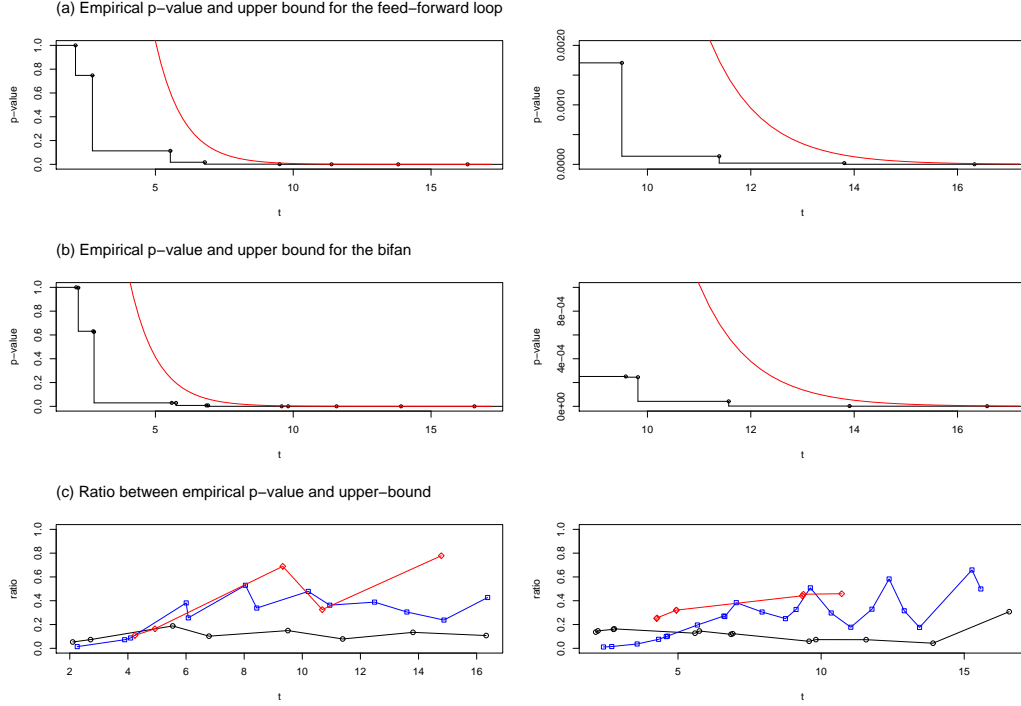 (a) Empirical p−value and upper bound for the feed−forward loop
p−value
0.0 0.2 0.4 0.6 0.8 1.0
5 10 15
t
p−value
0.0000 0.0010 0.0020
10 12 14 16
t
(b) Empirical p−value and upper bound for the bifan
p−value
0.0 0.2 0.4 0.6 0.8 1.0
5 10 15
t
p−value
0e+00 4e−04 8e−04
10 12 14 16
t
(c) Ratio between empirical p−value and upper−bound
ratio
0.0 0.2 0.4 0.6 0.8 1.0
2 4 6 8 10 12 14 16
t
ratio
0.0 0.2 0.4 0.6 0.8 1.0
5 10 15
t